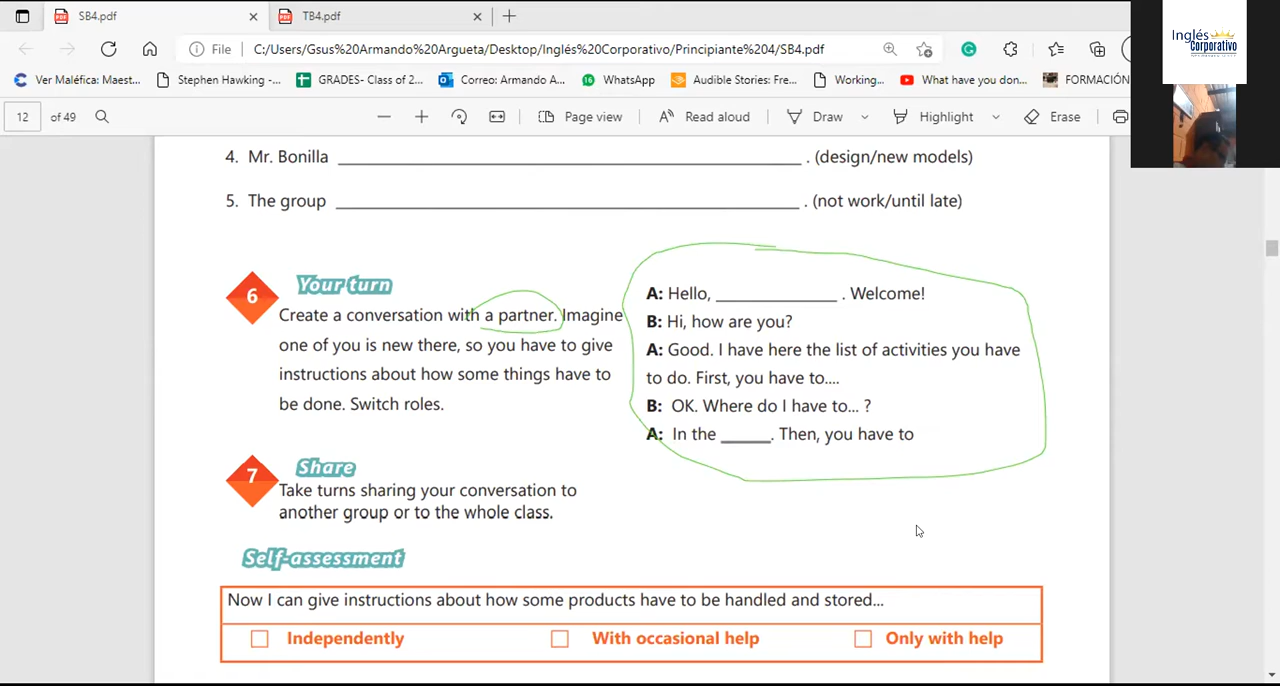 SB4.pdf
TB4.pdf
File C:/Users/Gsus%20Armando%20Argueta/Desktop/Inglés%20Corporativo/Principiante%204/SB4.pdf
Inglés
Corporativo
Ver Maléfica: Maest...
Stephen Hawking -...
GRADES- Class of 2...
Correo: Armando A...
WhatsApp
Audible Stories: Fre...
Working...
What have you don...
FORMACIÓN
12 of 49
Page view
Read aloud
Draw
Highlight
Erase
4. Mr. Bonilla ______________ . (design/new models)
5. The group ______________ . (not work/until late)
6 Your turn
Create a conversation with a partner. Imagine
one of you is new there, so you have to give
instructions about how some things have to
be done. Switch roles.
A: Hello, ______________ . Welcome!
B: Hi, how are you?
A: Good. I have here the list of activities you have
to do. First, you have to....
B: OK. Where do I have to... ?
A: In the ______. Then, you have to
7 Share
Take turns sharing your conversation to
another group or to the whole class.
Self-assessment
Now I can give instructions about how some products have to be handled and stored...
Independently
With occasional help
Only with help